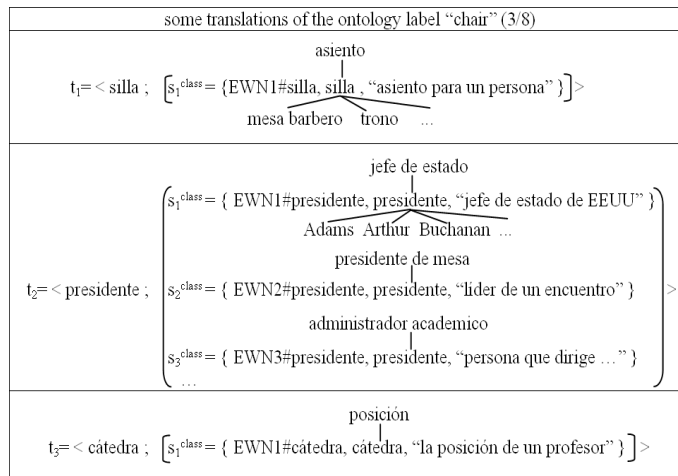 some translations of the ontology label “chair” (3/8)
asiento
t1= < silla ; [s1class= {EWN1#silla, silla , “asiento para un persona” }]>
mesa barbero trono ...
jefe de estado
s1class= { EWN1#presidente, presidente, “jefe de estado de EEUU” }
Adams Arthur Buchanan ...
presidente de mesa
t2= < presidente ; s2class= { EWN2#presidente, presidente, “lider de un encuentro” } >
administrador academico
s3class= { EWN3#presidente, presidente, “persona que dirige …” }
...
posición
t3= < cátedra ; [s1class= { EWN1#cátedra, cátedra, “la posición de un profesor” }]>